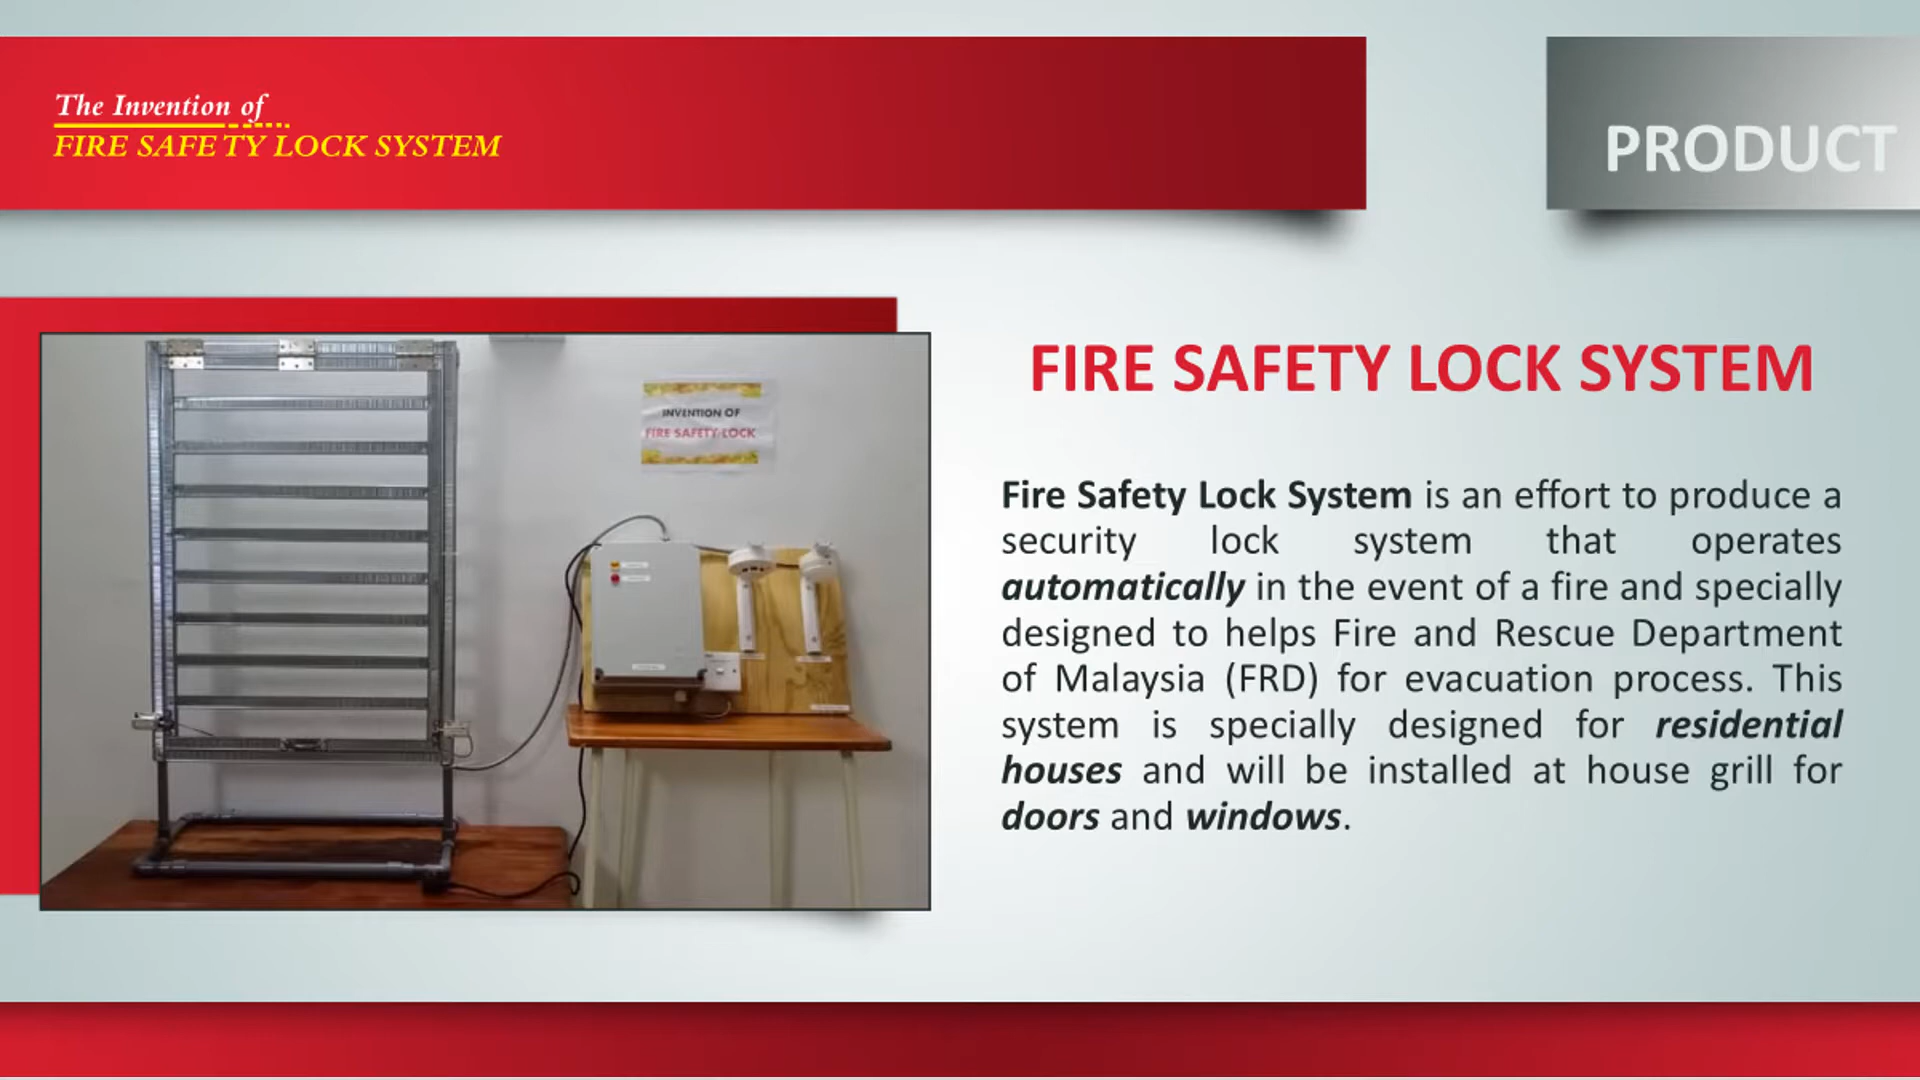 The Invention of
FIRE SAFETY LOCK SYSTEM
PRODUCT
INVENTION OF
FIRE SAFETY LOCK
FIRE SAFETY LOCK SYSTEM
Fire Safety Lock System is an effort to produce a
security lock system that operates
automatically in the event of a fire and specially
designed to helps Fire and Rescue Department
of Malaysia (FRD) for evacuation process. This
system is specially designed for residential
houses and will be installed at house grill for
doors and windows.